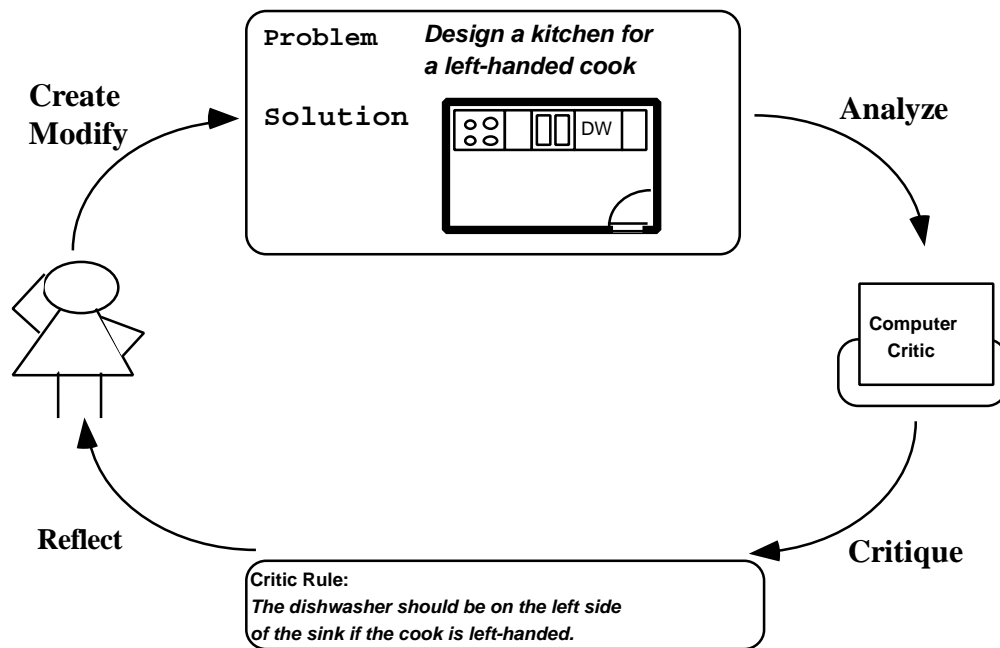 Problem
Design a kitchen for
a left-handed cook
Solution
DW
Create
Modify
Analyze
Computer
Critic
Reflect
Critique
Critic Rule:
The dishwasher should be on the left side
of the sink if the cook is left-handed.